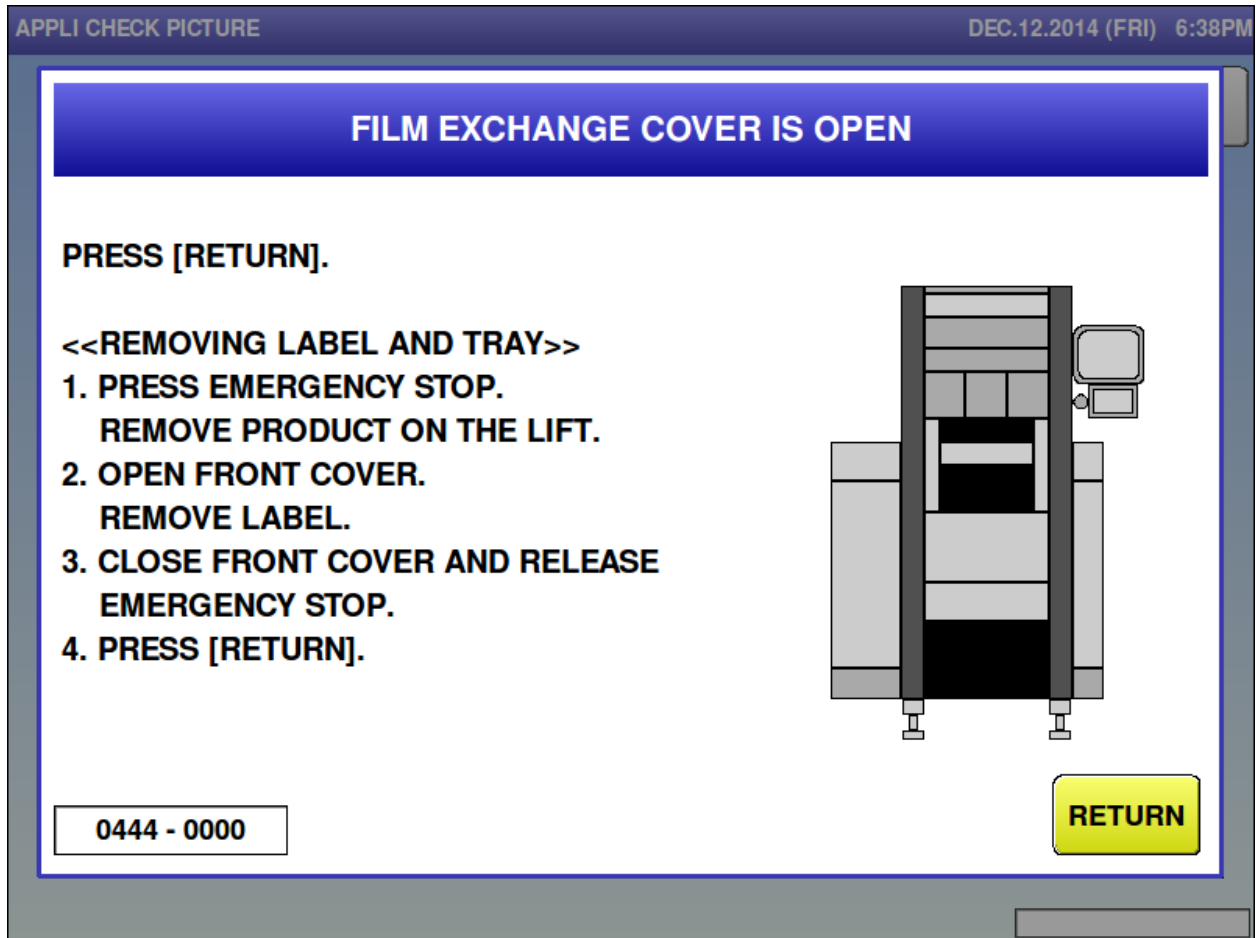 APPLI CHECK PICTURE
DEC.12.2014 (FRI) 6:38PM
FILM EXCHANGE COVER IS OPEN
PRESS [RETURN].
<<REMOVING LABEL AND TRAY>>
1. PRESS EMERGENCY STOP.
REMOVE PRODUCT ON THE LIFT.
2. OPEN FRONT COVER.
REMOVE LABEL.
3. CLOSE FRONT COVER AND RELEASE
EMERGENCY STOP.
4. PRESS [RETURN].
0444 - 0000
RETURN